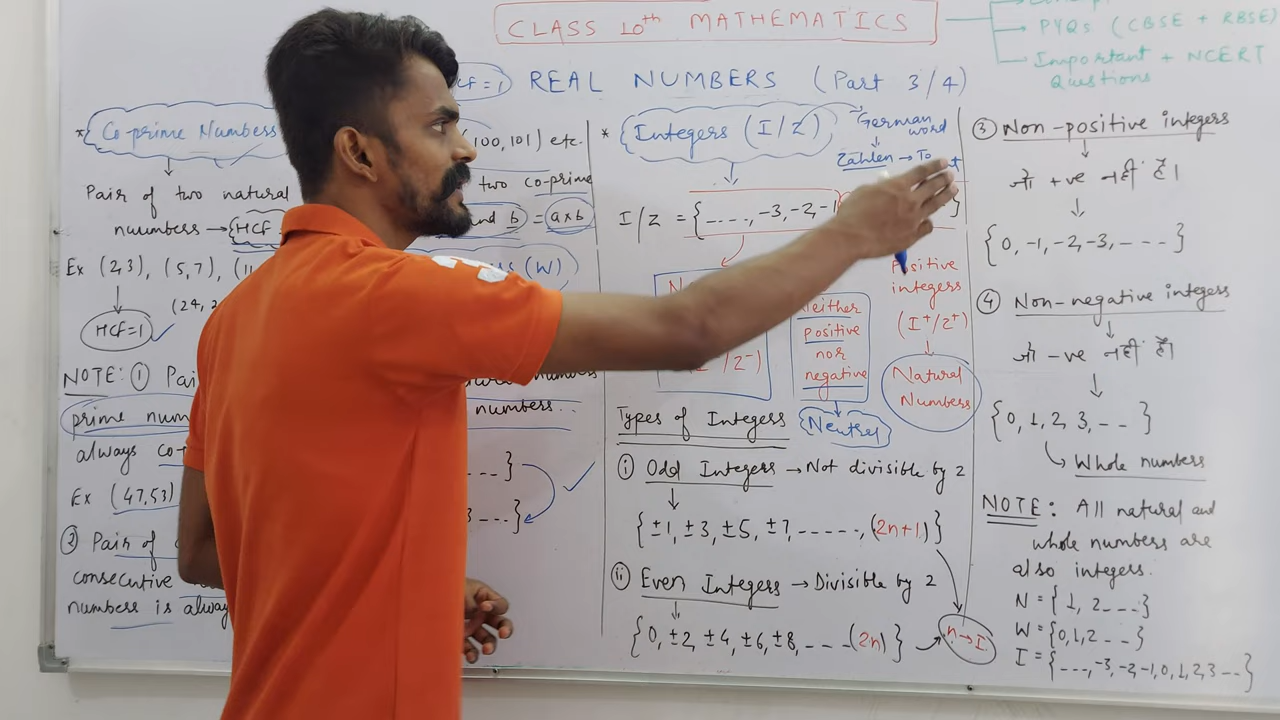 CLASS 10th MATHEMATICS
PYQs (CBSE + RBSE)
Important + NCERT
Questions
CF = 1
REAL NUMBERS (Part 3/4)
* Co-prime Numbers
Pair of two natural
numbers → HCF
Ex (2,3), (5,7),
(24,
HCF=1
NOTE: ① Pai
prime num
always co-
Ex (47,53)
② Pair of
consecutive
numbers is alway
(100, 101) etc.
two co-prime
and b = a×b
(W)
numbers
numbers...
* Integers (I/Z)
German
word
Zahlen → To
I/Z = {....., -3, -2, -1
}
N
Neither
positive
nor
negative
Neutral
Positive
integers
(I⁺/Z⁺)
Natural
Numbers
Types of Integers
i Odd Integers → Not divisible by 2
{±1, ±3, ±5, ±7, ------, (2n+1)}
ii Even Integers → Divisible by 2
{0, ±2, ±4, ±6, ±8, --- (2n)}
n → I
③ Non-positive integers
जो +ve नहीं हैं।
{0, -1, -2, -3, - - - -}
④ Non-negative integers
जो -ve नहीं हैं।
{0, 1, 2, 3, - - -}
Whole numbers
NOTE: All natural and
whole numbers are
also integers.
N = {1, 2 - - - -}
W = {0, 1, 2 - - -}
I = {---, -3, -2, -1, 0, 1, 2, 3 ---}